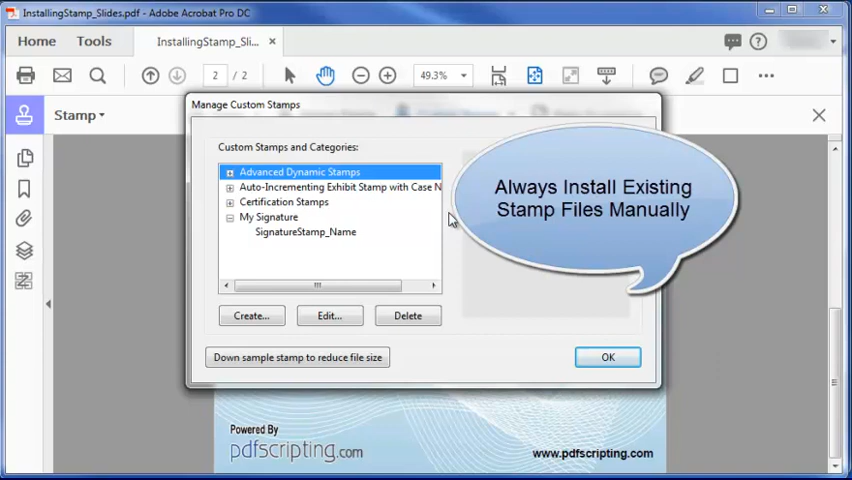 InstallingStamp_Slides.pdf - Adobe Acrobat Pro DC
Home
Tools
InstallingStamp_Sli...
2
/ 2
49.3%
Stamp
Manage Custom Stamps
Custom Stamps and Categories:
Advanced Dynamic Stamps
Auto-Incrementing Exhibit Stamp with Case N
Certification Stamps
My Signature
SignatureStamp_Name
Always Install Existing
Stamp Files Manually
Create...
Edit...
Delete
Down sample stamp to reduce file size
OK
Powered By
pdfscripting.com
www.pdfscripting.com